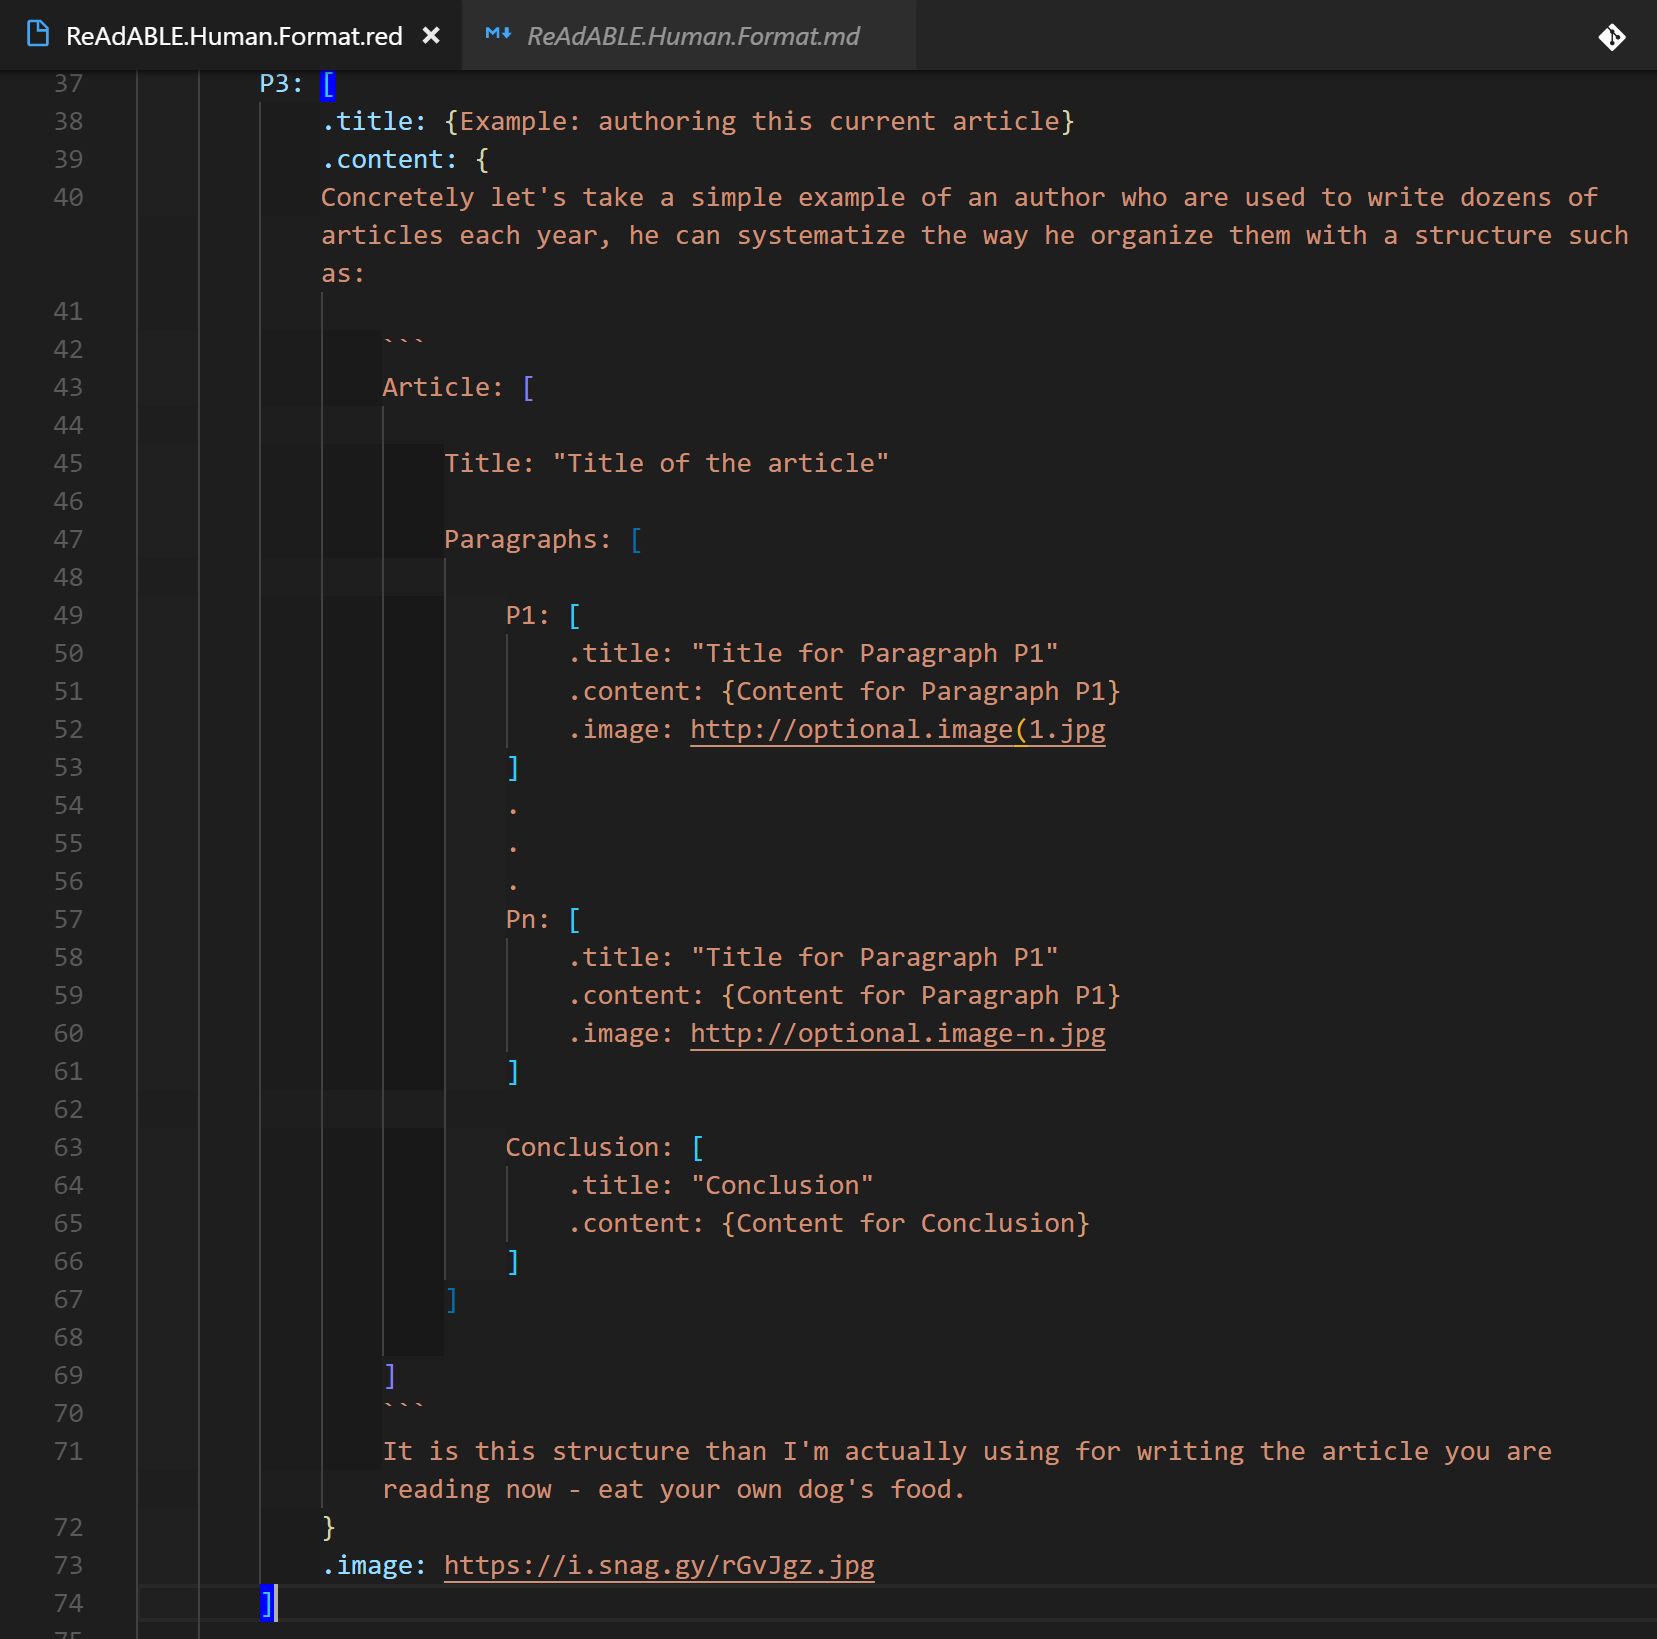 ReAdABLE.Human.Format.red ×
M↓ ReAdABLE.Human.Format.md
37 P3: [
38 .title: {Example: authoring this current article}
39 .content: {
40 Concretely let's take a simple example of an author who are used to write dozens of
articles each year, he can systematize the way he organize them with a structure such
as:
41
42 ```
43 Article: [
44
45 Title: "Title of the article"
46
47 Paragraphs: [
48
49 P1: [
50 .title: "Title for Paragraph P1"
51 .content: {Content for Paragraph P1}
52 .image: http://optional.image(1.jpg
53 ]
54 .
55 .
56 .
57 Pn: [
58 .title: "Title for Paragraph P1"
59 .content: {Content for Paragraph P1}
60 .image: http://optional.image-n.jpg
61 ]
62
63 Conclusion: [
64 .title: "Conclusion"
65 .content: {Content for Conclusion}
66 ]
67 ]
68
69 ]
70 ```
71 It is this structure than I'm actually using for writing the article you are
reading now - eat your own dog's food.
72 }
73 .image: https://i.snag.gy/rGvJgz.jpg
74 ]
75